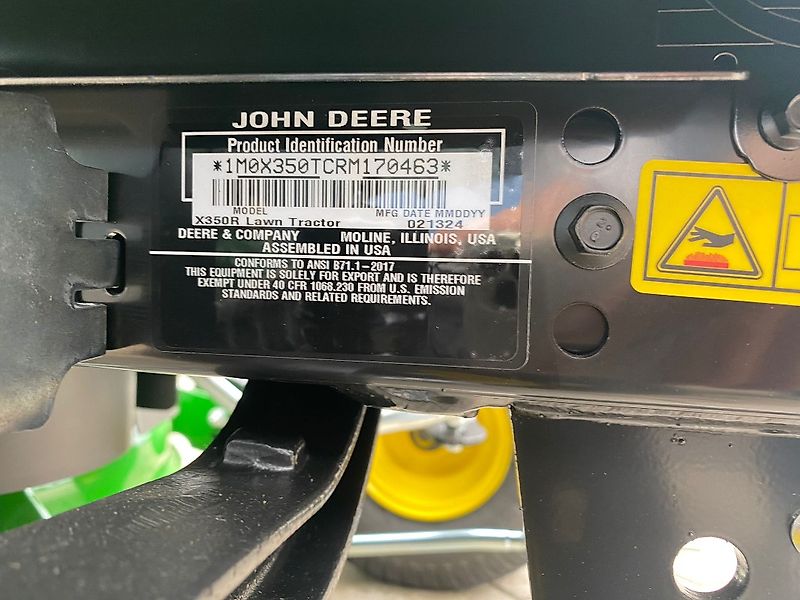 JOHN DEERE
Product Identification Number
*1M0X350TCRM170463*
MODEL MFG DATE MMDDYY
X350R Lawn Tractor 021324
DEERE & COMPANY MOLINE, ILLINOIS, USA
ASSEMBLED IN USA
CONFORMS TO ANSI B71.1-2017
THIS EQUIPMENT IS SOLELY FOR EXPORT AND IS THEREFORE
EXEMPT UNDER 40 CFR 1068.230 FROM U.S. EMISSION
STANDARDS AND RELATED REQUIREMENTS.